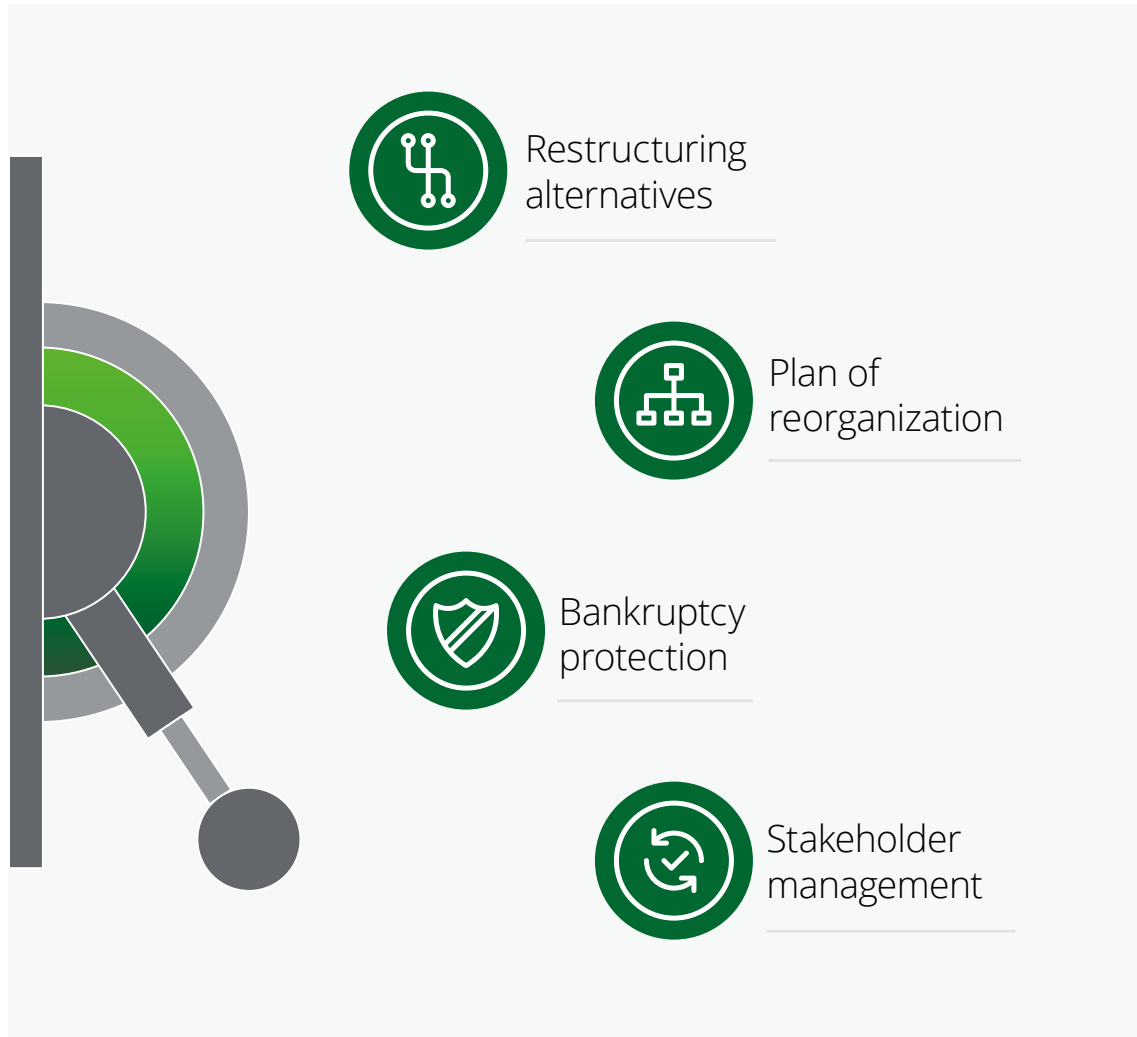 Restructuring
alternatives
Plan of
reorganization
Bankruptcy
protection
Stakeholder
management